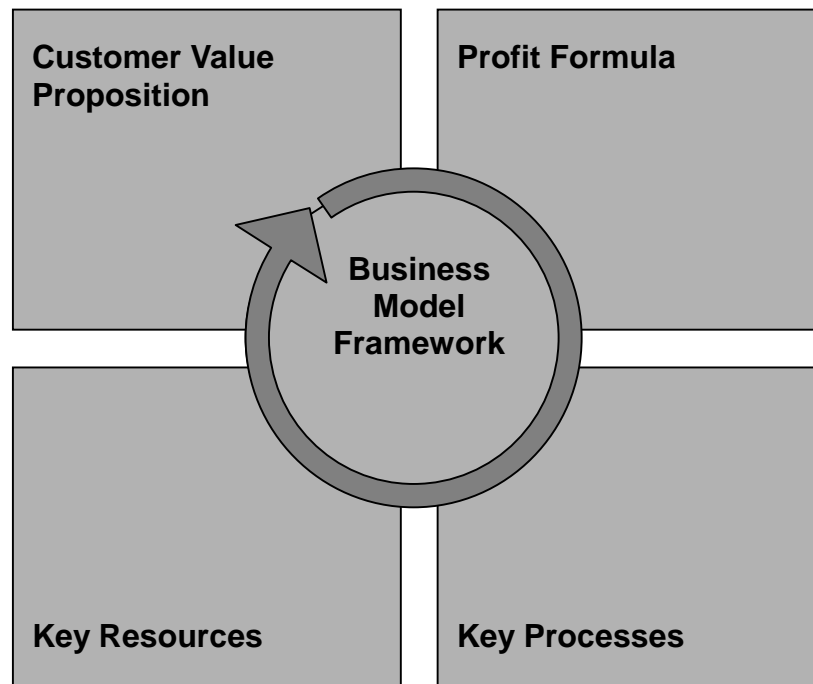 Customer Value
Proposition
Profit Formula
Business
Model
Framework
Key Resources
Key Processes